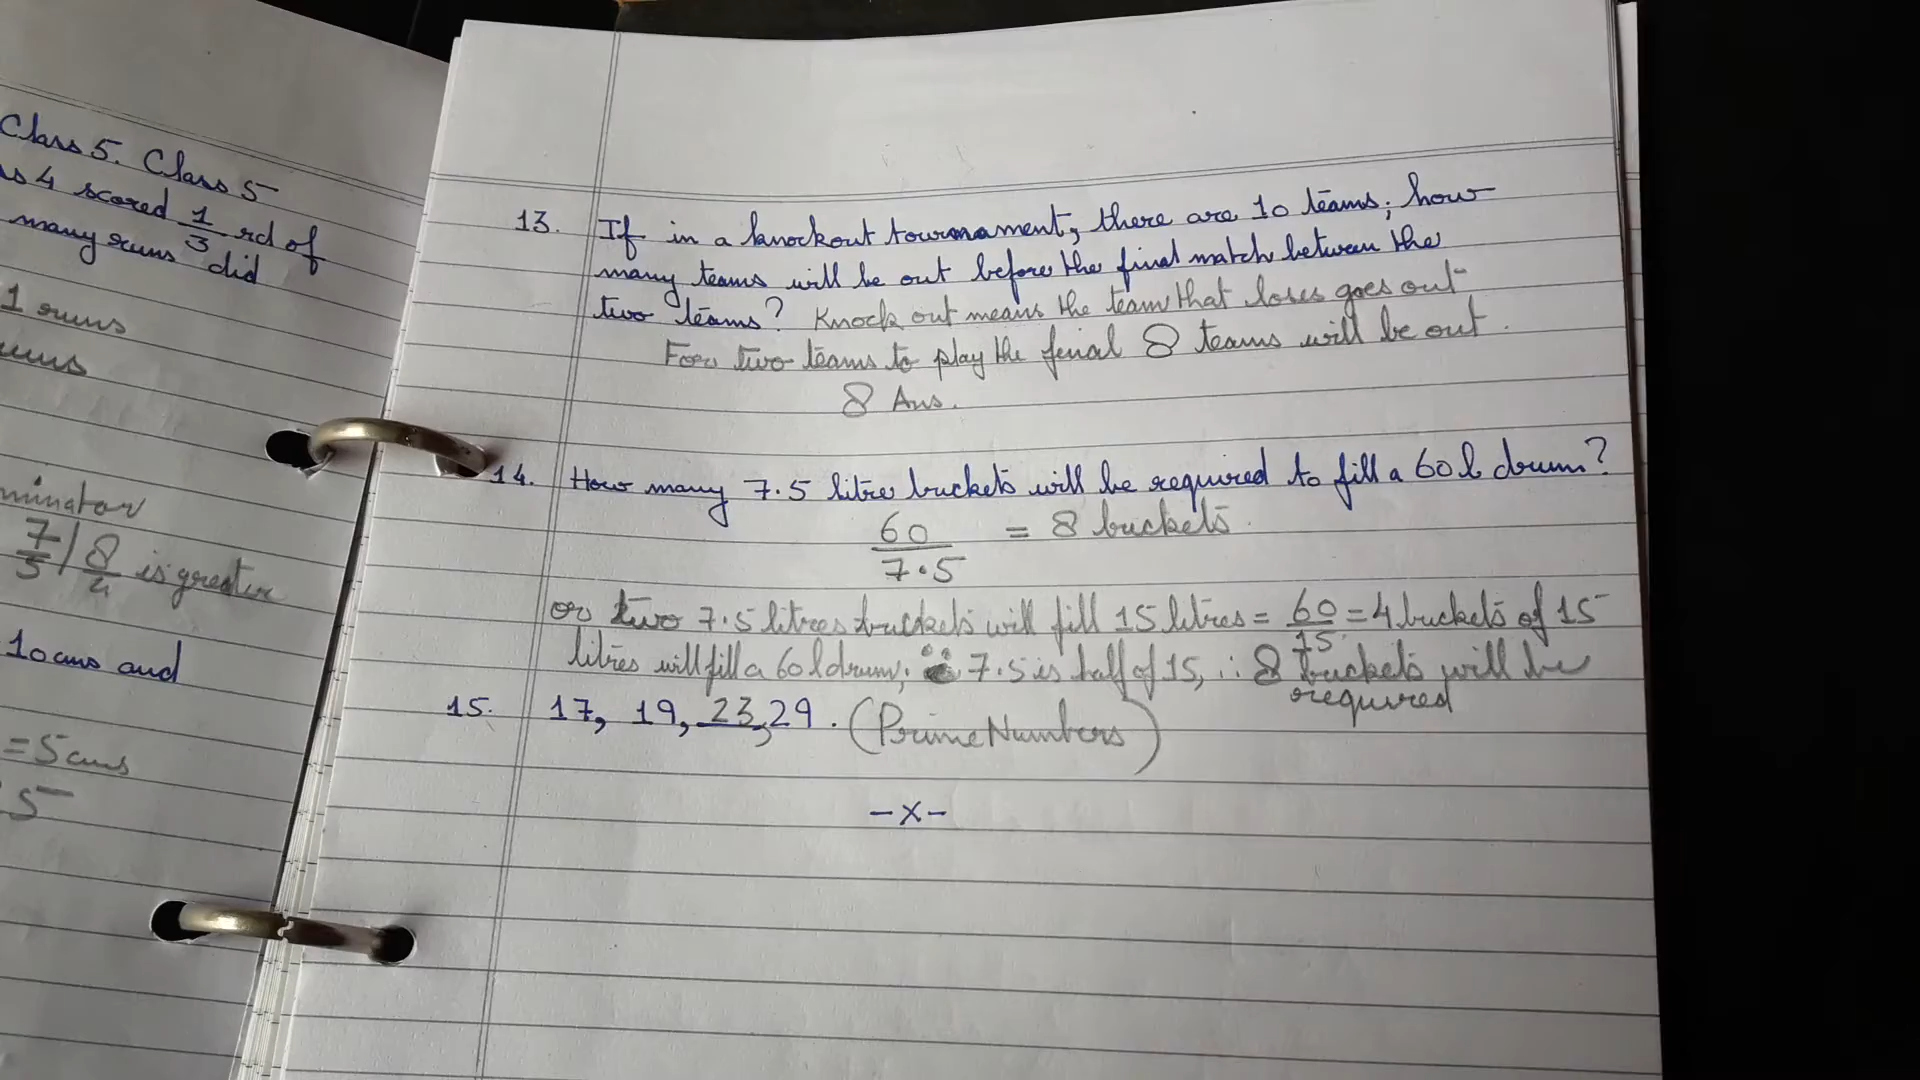 Class 5. Class 5
4 scored 1/3 rd of
many runs did
1 runs
7/5 | 8/4 is greater
10cms and
= 5cms
5
13. If in a knockout tournament, there are 10 teams, how
many teams will be out before the final match between the
two teams? Knock out means the team that loses goes out
For two teams to play the final 8 teams will be out.
8 Ans.
14. How many 7.5 litre buckets will be required to fill a 60 l drum?
60/7.5 = 8 buckets.
or two 7.5 litres buckets will fill 15 litres = 60/15 = 4 buckets of 15
litres will fill a 60 l drum. 7.5 is half of 15, ∴ 8 buckets will be
required
15. 17, 19, 23, 29. (Prime Numbers)
-x-